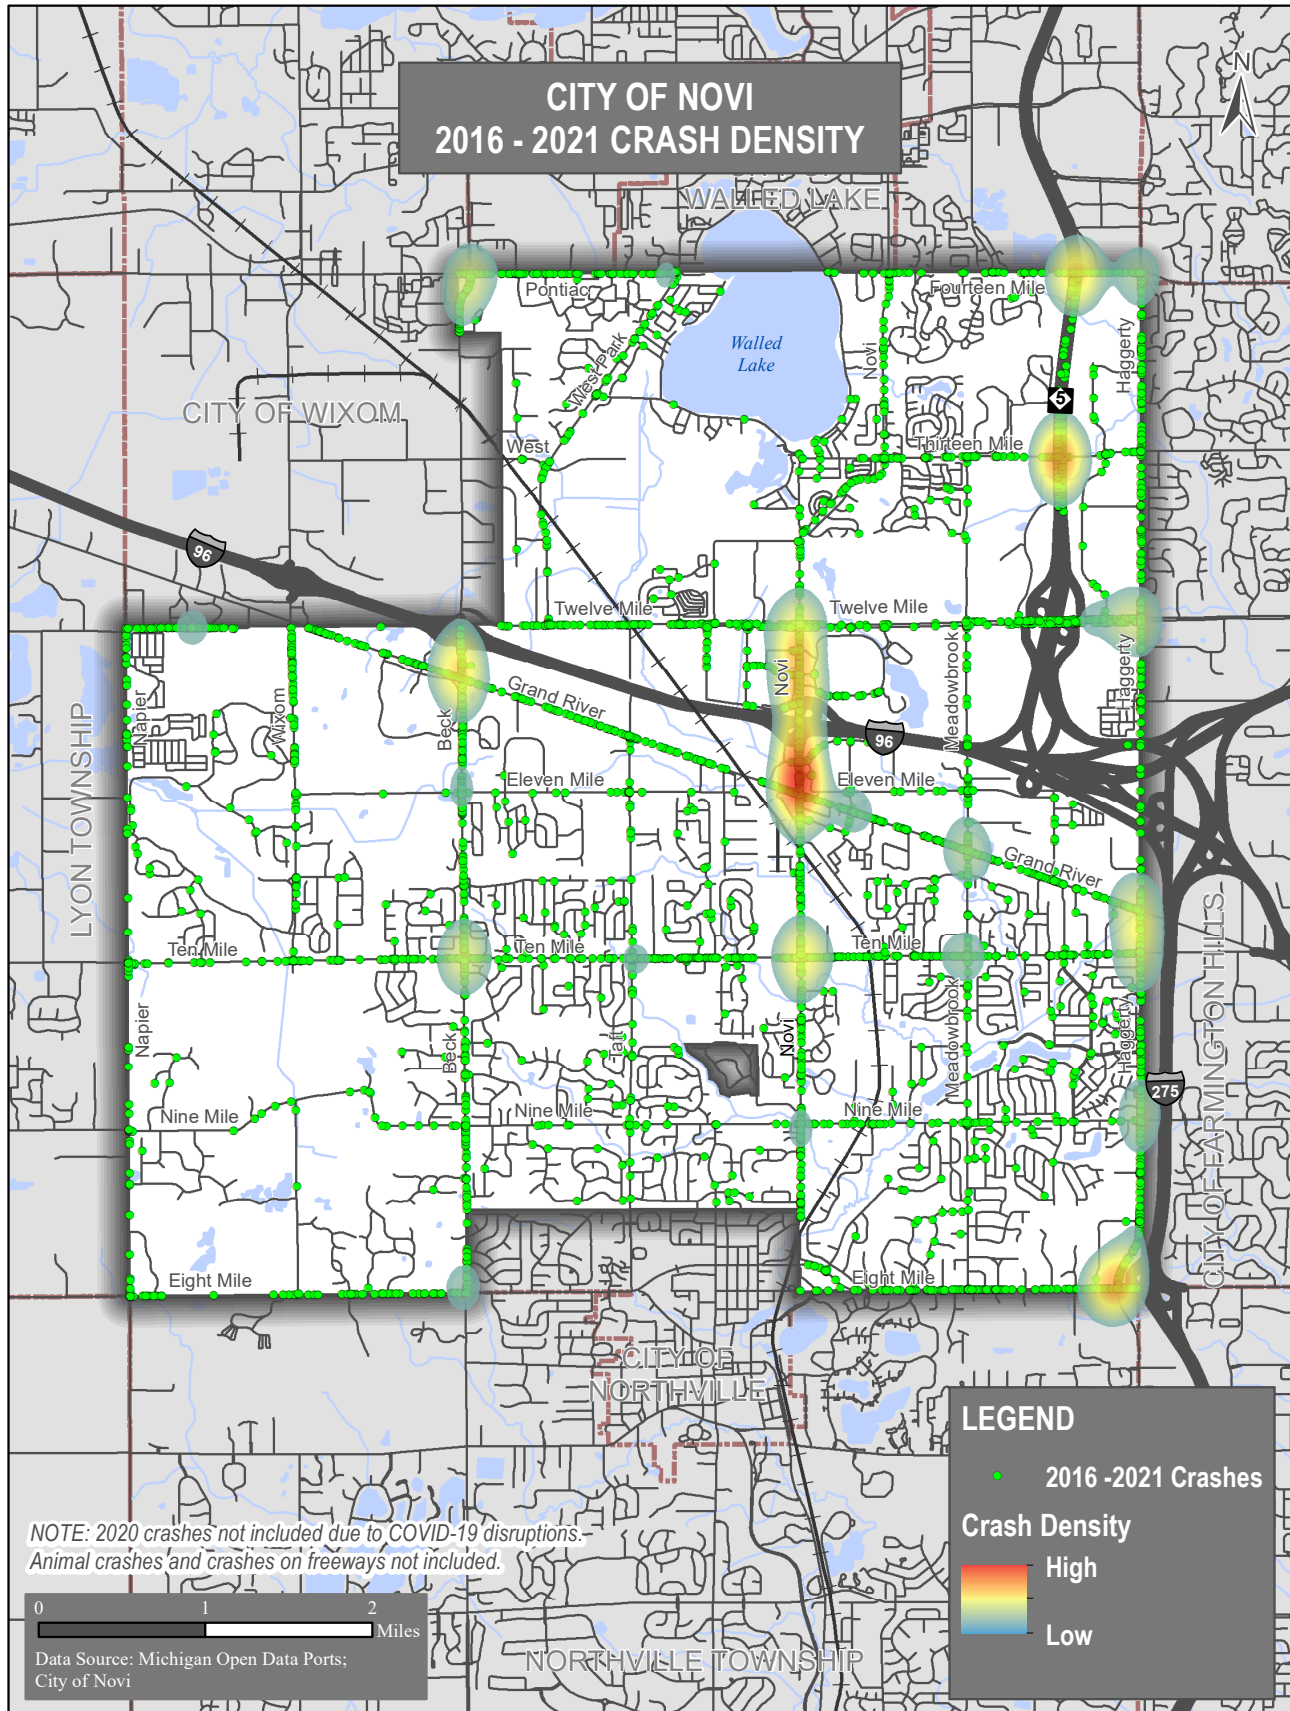 CITY OF NOVI
2016 - 2021 CRASH DENSITY
N
WALLED LAKE
Pontiac
Fourteen Mile
Haggerty
Walled
Lake
Novi
West Park
5
CITY OF WIXOM
West
Thirteen Mile
96
Twelve Mile
Twelve Mile
Novi
Meadowbrook
Haggerty
LYON TOWNSHIP
Napier
Wixom
Beck
Grand River
96
Eleven Mile
Eleven Mile
Grand River
Ten Mile
Ten Mile
Ten Mile
CITY OF FARMINGTON HILLS
Napier
Beak
Taft
Novi
Meadowbrook
Haggerty
275
Nine Mile
Nine Mile
Nine Mile
Eight Mile
Eight Mile
CITY OF
NORTHVILLE
LEGEND
2016 -2021 Crashes
Crash Density
High
Low
NOTE: 2020 crashes not included due to COVID-19 disruptions.
Animal crashes and crashes on freeways not included.
0 1 2
Miles
Data Source: Michigan Open Data Ports;
City of Novi
NORTHVILLE TOWNSHIP